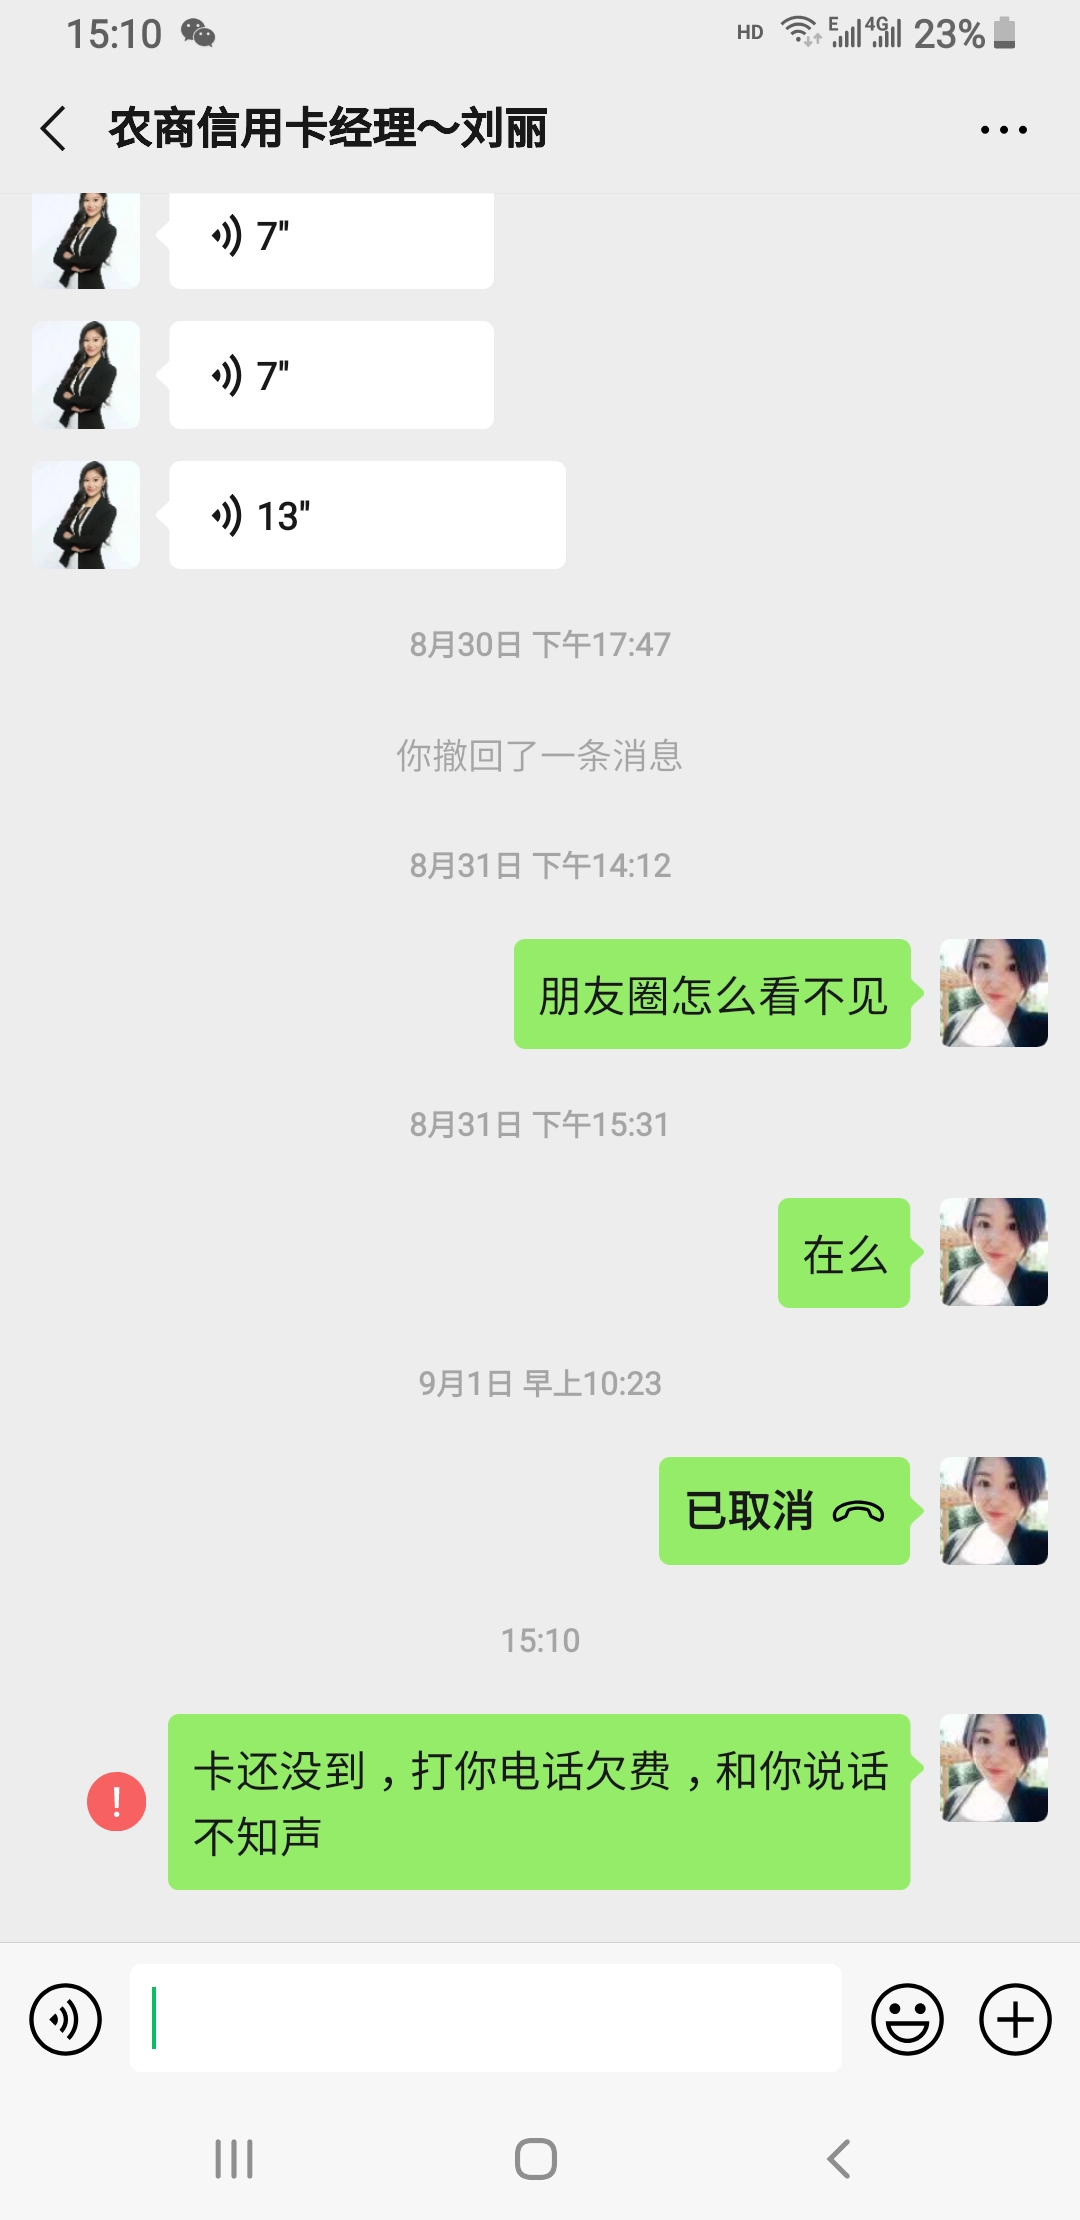 15:10
HD E 4G 23%
农商信用卡经理～刘丽
7"
7"
13"
8月30日 下午17:47
你撤回了一条消息
8月31日 下午14:12
朋友圈怎么看不见
8月31日 下午15:31
在么
9月1日 早上10:23
已取消
15:10
卡还没到，打你电话欠费，和你说话
不知声